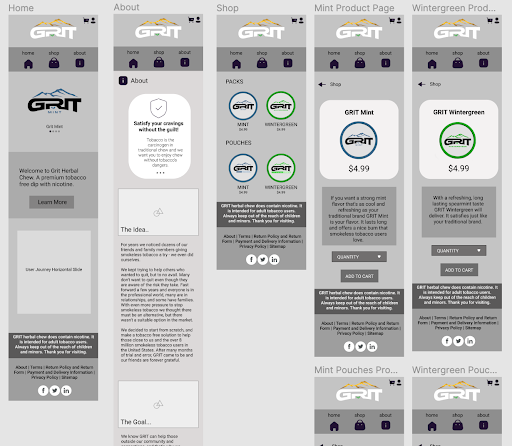 Home
GRIT
home shop about
GRIT
MINT
Grit Mint
Welcome to Grit Herbal
Chew. A premium tobacco
free dip with nicotine.
Learn More
User Journey Horizontal Slide
GRIT herbal chew does contain nicotine. It
is intended for adult tobacco users.
Always keep out of the reach of children
and minors. Thank you for visiting.
About | Terms | Return Policy and Return
Form | Payment and Delivery Information |
Privacy Policy | Sitemap
About
GRIT
home shop about
About
Satisfy your cravings
without the guilt!
Tobacco is the
carcinogen in
traditional chew and
we want you to enjoy
chew without
tobacco's
dangers
The Idea..
For years we noticed dozens of our
friends and family members giving
smokeless tobacco a try - we even did
ourselves.
We kept trying to help others who
wanted to quit, but to no avail. Many
don't want to quit even though they
are aware of the risk they take. Fast
forward a few years and everyone is in
the professional world, many are in
relationships, and some have families.
With even more pressure to stop
smokeless tobacco we thought there
must be an alternative, but there
wasn't a suitable option in the market.
We decided to start from scratch, and
make a tobacco free solution to help
those close to us and the over 8
million smokeless tobacco users in
the United States. After many months
of trial and error, GRIT came to be and
our friends are forever grateful.
The Goal...
We know GRIT can help those
outside our community and
Shop
GRIT
home shop about
PACKS
GRIT GRIT
MINT WINTERGREEN
$4.99 $4.99
POUCHES
GRIT GRIT
MINT WINTERGREEN
$4.99 $4.99
GRIT herbal chew does contain nicotine. It
is intended for adult tobacco users.
Always keep out of the reach of children
and minors. Thank you for visiting.
About | Terms | Return Policy and Return
Form | Payment and Delivery Information |
Privacy Policy | Sitemap
Mint Product Page
GRIT
home shop about
Shop
GRIT Mint
GRIT
$4.99
If you want a strong mint
flavor that's as cool and
refreshing as your
traditional brand GRIT Mint
is your flavor. It lasts long
and offers a nice burn that
smokeless tobacco users
love.
QUANTITY
ADD TO CART
GRIT herbal chew does contain nicotine. It
is intended for adult tobacco users.
Always keep out of the reach of children
and minors. Thank you for visiting.
About | Terms | Return Policy and Return
Form | Payment and Delivery Information |
Privacy Policy | Sitemap
Wintergreen Prod...
GRIT
home shop about
Shop
GRIT Wintergreen
GRIT
$4.99
With a refreshing, long
lasting spearmint taste
GRIT Wintergreen will
deliver. It satisfies just like
your traditional brand.
QUANTITY
ADD TO CART
GRIT herbal chew does contain nicotine. It
is intended for adult tobacco users.
Always keep out of the reach of children
and minors. Thank you for visiting.
About | Terms | Return Policy and Return
Form | Payment and Delivery Information |
Privacy Policy | Sitemap
Mint Pouches Pro...
GRIT
home shop about
Wintergreen Pouc...
GRIT
home shop about